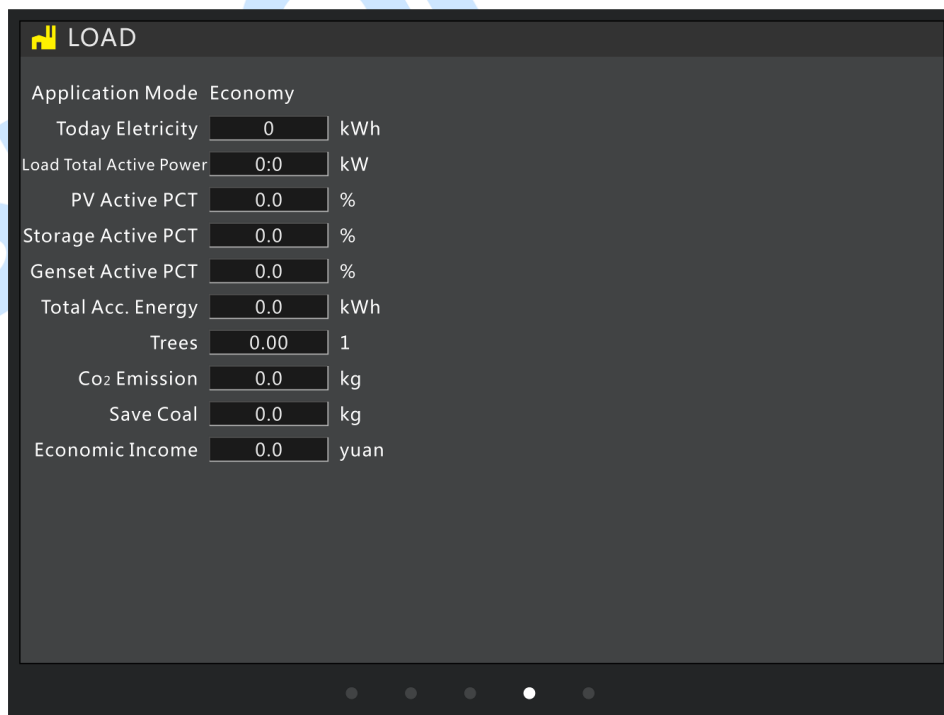 LOAD
Application Mode Economy
Today Eletricity 0 kWh
Load Total Active Power 0:0 kW
PV Active PCT 0.0 %
Storage Active PCT 0.0 %
Genset Active PCT 0.0 %
Total Acc. Energy 0.0 kWh
Trees 0.00 1
Co₂ Emission 0.0 kg
Save Coal 0.0 kg
Economic Income 0.0 yuan